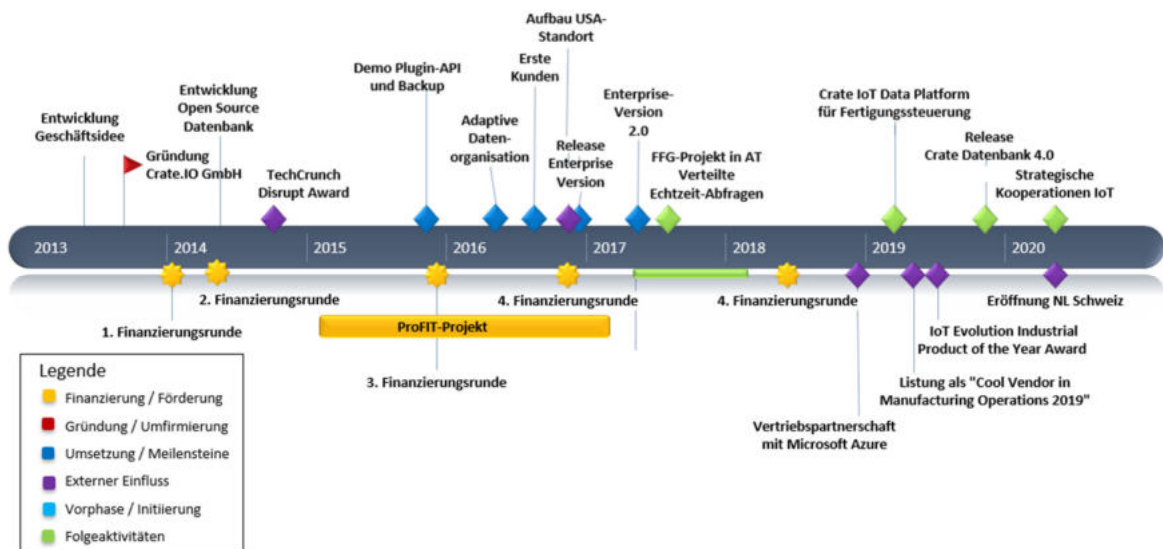 Aufbau USA-
Standort
Demo Plugin-API
und Backup
Erste
Kunden
Entwicklung
Open Source
Datenbank
Enterprise-
Version
2.0
Crate IoT Data Platform
für Fertigungssteuerung
Entwicklung
Geschäftsidee
Adaptive
Daten-
organisation
Release
Enterprise
Version
Release
Crate Datenbank 4.0
Gründung
Crate.IO GmbH
TechCrunch
Disrupt Award
FFG-Projekt in AT
Verteilte
Echtzeit-Abfragen
Strategische
Kooperationen IoT
2013
2014
2015
2016
2017
2018
2019
2020
2. Finanzierungsrunde
4. Finanzierungsrunde
4. Finanzierungsrunde
Eröffnung NL Schweiz
1. Finanzierungsrunde
ProFIT-Projekt
IoT Evolution Industrial
Product of the Year Award
3. Finanzierungsrunde
Listung als "Cool Vendor in
Manufacturing Operations 2019"
Vertriebspartnerschaft
mit Microsoft Azure
Legende
Finanzierung / Förderung
Gründung / Umfirmierung
Umsetzung / Meilensteine
Externer Einfluss
Vorphase / Initiierung
Folgeaktivitäten